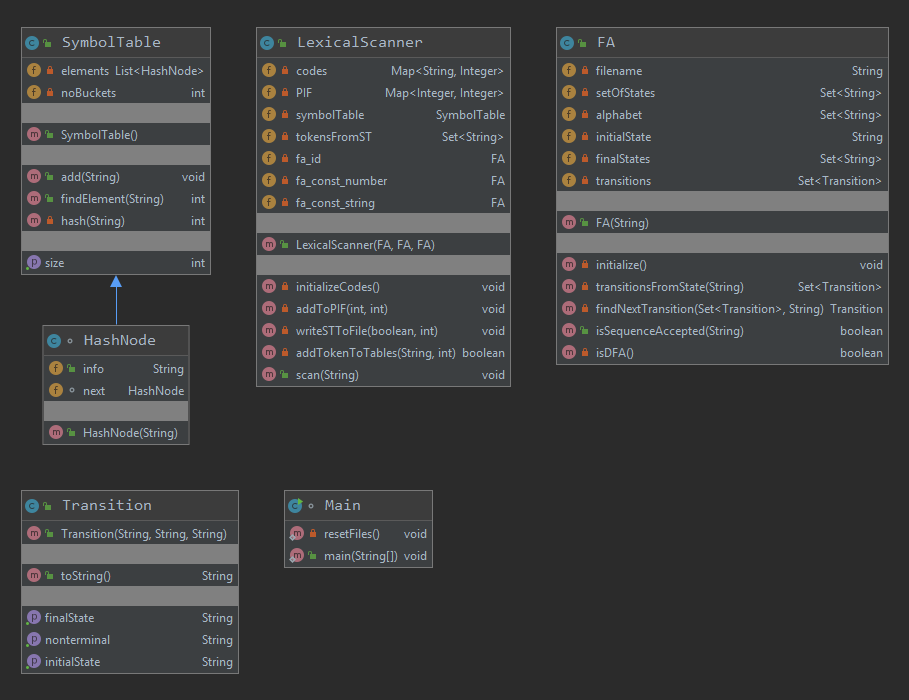 SymbolTable
elements List<HashNode>
noBuckets int
SymbolTable()
add(String) void
findElement(String) int
hash(String) int
size int
HashNode
info String
next HashNode
HashNode(String)
LexicalScanner
codes Map<String, Integer>
PIF Map<Integer, Integer>
symbolTable SymbolTable
tokensFromST Set<String>
fa_id FA
fa_const_number FA
fa_const_string FA
LexicalScanner(FA, FA, FA)
initializeCodes() void
addToPIF(int, int) void
writeSTToFile(boolean, int) void
addTokenToTables(String, int) boolean
scan(String) void
FA
filename String
setOfStates Set<String>
alphabet Set<String>
initialState String
finalStates Set<String>
transitions Set<Transition>
FA(String)
initialize() void
transitionsFromState(String) Set<Transition>
findNextTransition(Set<Transition>, String) Transition
isSequenceAccepted(String) boolean
isDFA() boolean
Transition
Transition(String, String, String)
toString() String
finalState String
nonterminal String
initialState String
Main
resetFiles() void
main(String[]) void